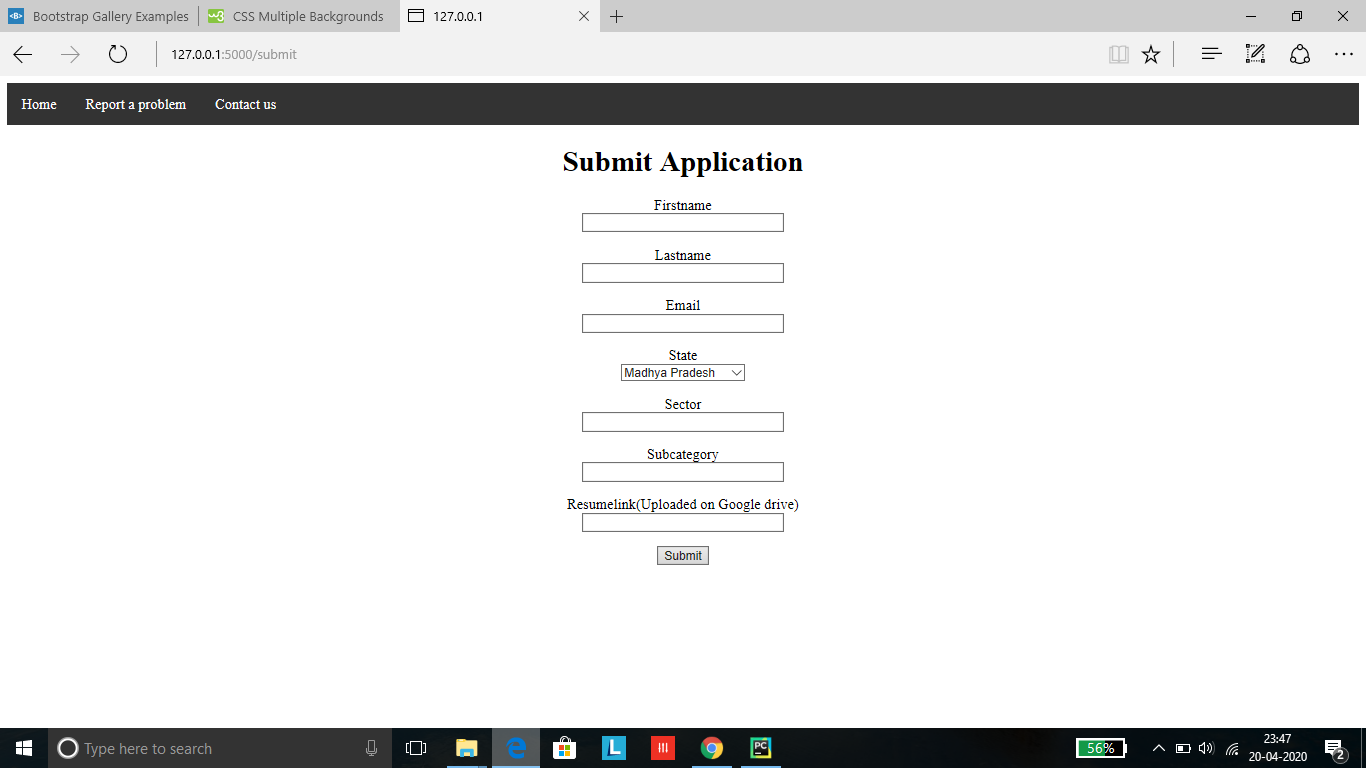 Bootstrap Gallery Examples
CSS Multiple Backgrounds
127.0.0.1
127.0.0.1:5000/submit
Home Report a problem Contact us
Submit Application
Firstname
Lastname
Email
State
Madhya Pradesh
Sector
Subcategory
Resumelink(Uploaded on Google drive)
Submit
Type here to search
L
PC
56%
23:47
20-04-2020
2